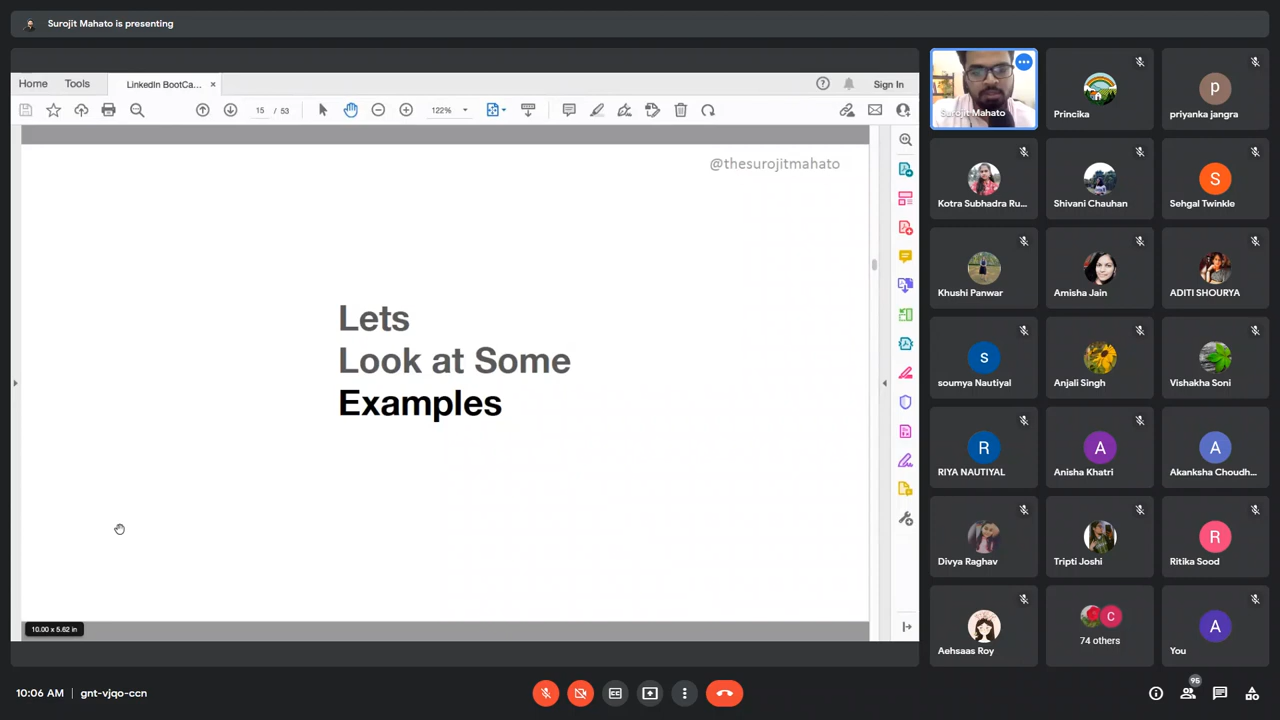 Surojit Mahato is presenting
Home
Tools
LinkedIn BootCa... ×
Sign In
15 / 53
122%
@thesurojitmahato
Lets
Look at Some
Examples
10.00 x 5.62 in
Surojit Mahato
Princika
p
priyanka jangra
Kotra Subhadra Ru...
Shivani Chauhan
S
Sehgal Twinkle
Khushi Panwar
Amisha Jain
ADITI SHOURYA
s
soumya Nautiyal
Anjali Singh
Vishakha Soni
R
RIYA NAUTIYAL
A
Anisha Khatri
A
Akanksha Choudh...
Divya Raghav
Tripti Joshi
R
Ritika Sood
Aehsaas Roy
C
74 others
A
You
10:06 AM | gnt-vjqo-ccn
95